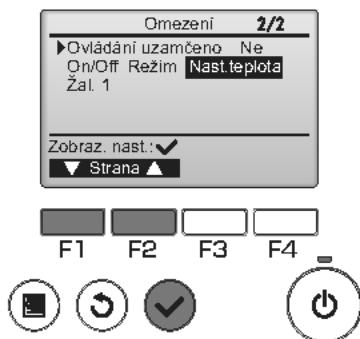 Omezení 2/2
Ovládání uzamčeno Ne
On/Off Režim Nast.teplota
Žal. 1
Zobraz. nast.:
Strana
F1 F2 F3 F4